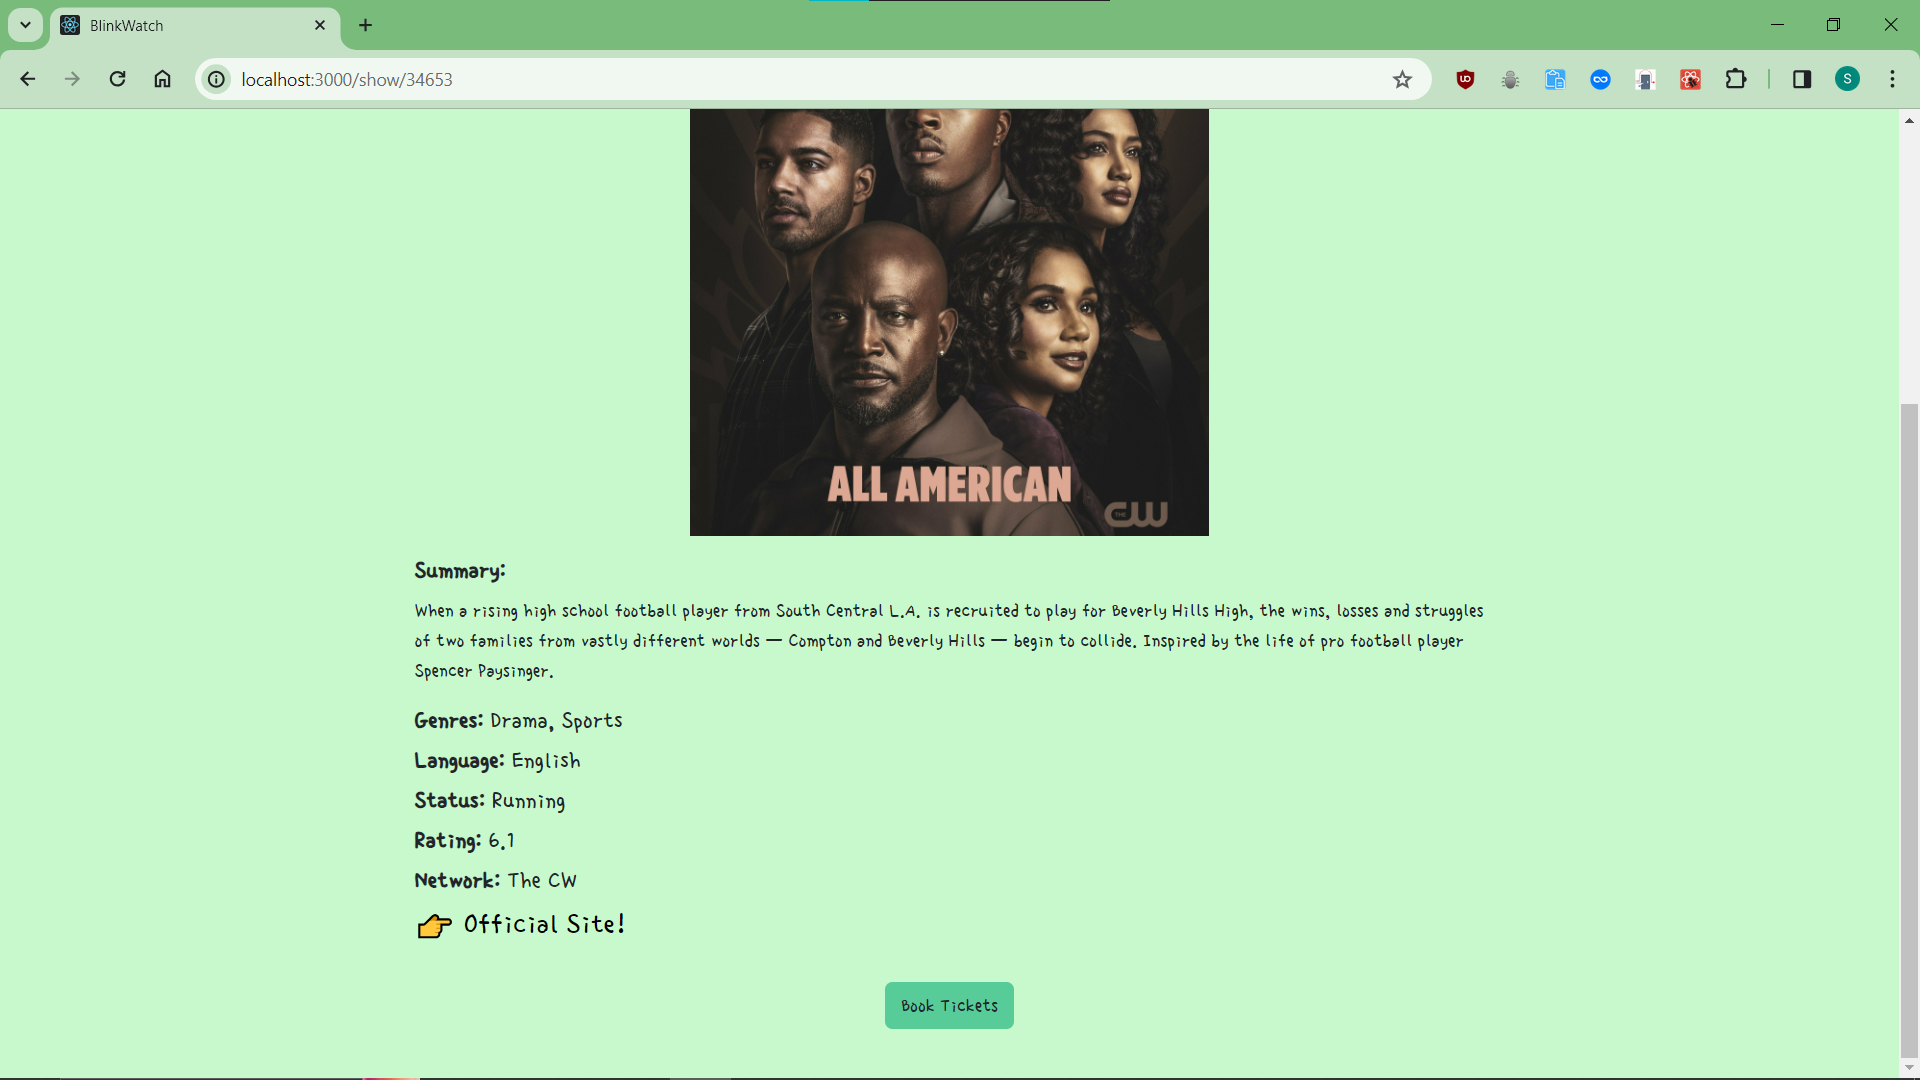 BlinkWatch
localhost:3000/show/34653
S
ALL AMERICAN
THE CW
Summary:
When a rising high school football player from South Central L.A. is recruited to play for Beverly Hills High, the wins, losses and struggles
of two families from vastly different worlds — Compton and Beverly Hills — begin to collide. Inspired by the life of pro football player
Spencer Paysinger.
Genres: Drama, Sports
Language: English
Status: Running
Rating: 6.1
Network: The CW
👉 Official Site!
Book Tickets